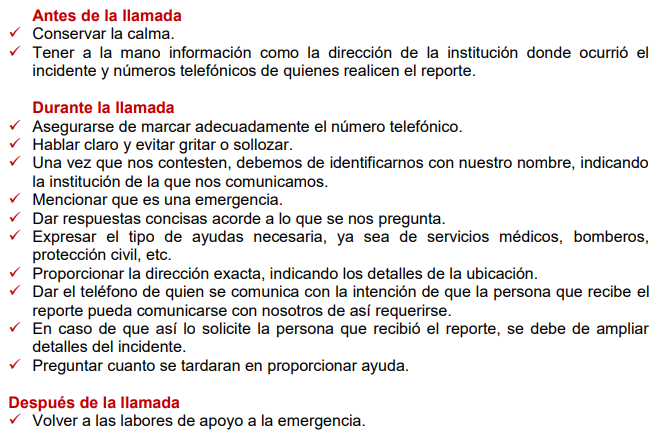 Antes de la llamada
✓ Conservar la calma.
✓ Tener a la mano información como la dirección de la institución donde ocurrió el
incidente y números telefónicos de quienes realicen el reporte.
Durante la llamada
✓ Asegurarse de marcar adecuadamente el número telefónico.
✓ Hablar claro y evitar gritar o sollozar.
✓ Una vez que nos contesten, debemos de identificarnos con nuestro nombre, indicando
la institución de la que nos comunicamos.
✓ Mencionar que es una emergencia.
✓ Dar respuestas concisas acorde a lo que se nos pregunta.
✓ Expresar el tipo de ayudas necesaria, ya sea de servicios médicos, bomberos,
protección civil, etc.
✓ Proporcionar la dirección exacta, indicando los detalles de la ubicación.
✓ Dar el teléfono de quien se comunica con la intención de que la persona que recibe el
reporte pueda comunicarse con nosotros de así requerirse.
✓ En caso de que así lo solicite la persona que recibió el reporte, se debe de ampliar
detalles del incidente.
✓ Preguntar cuanto se tardaran en proporcionar ayuda.
Después de la llamada
✓ Volver a las labores de apoyo a la emergencia.